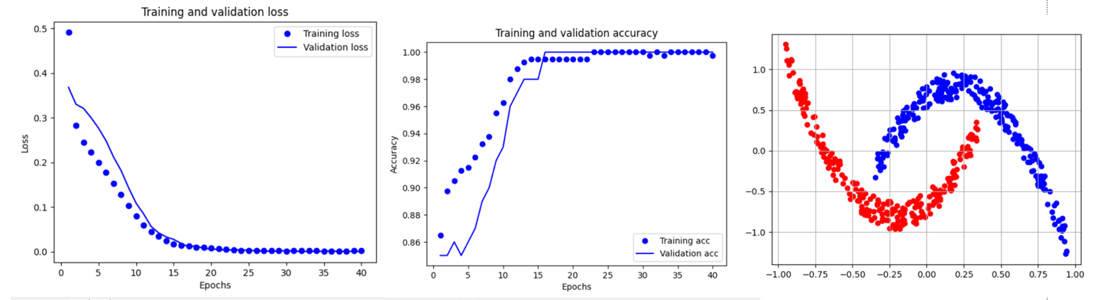 Training and validation loss
0.5
0.4
0.3
0.2
0.1
0.0
Loss
Training loss
Validation loss
0 5 10 15 20 25 30 35 40
Epochs
Training and validation accuracy
1.00
0.98
0.96
0.94
0.92
0.90
0.88
0.86
Accuracy
Training acc
Validation acc
0 5 10 15 20 25 30 35 40
Epochs
1.0
0.5
0.0
−0.5
−1.0
−1.00 −0.75 −0.50 −0.25 0.00 0.25 0.50 0.75 1.00